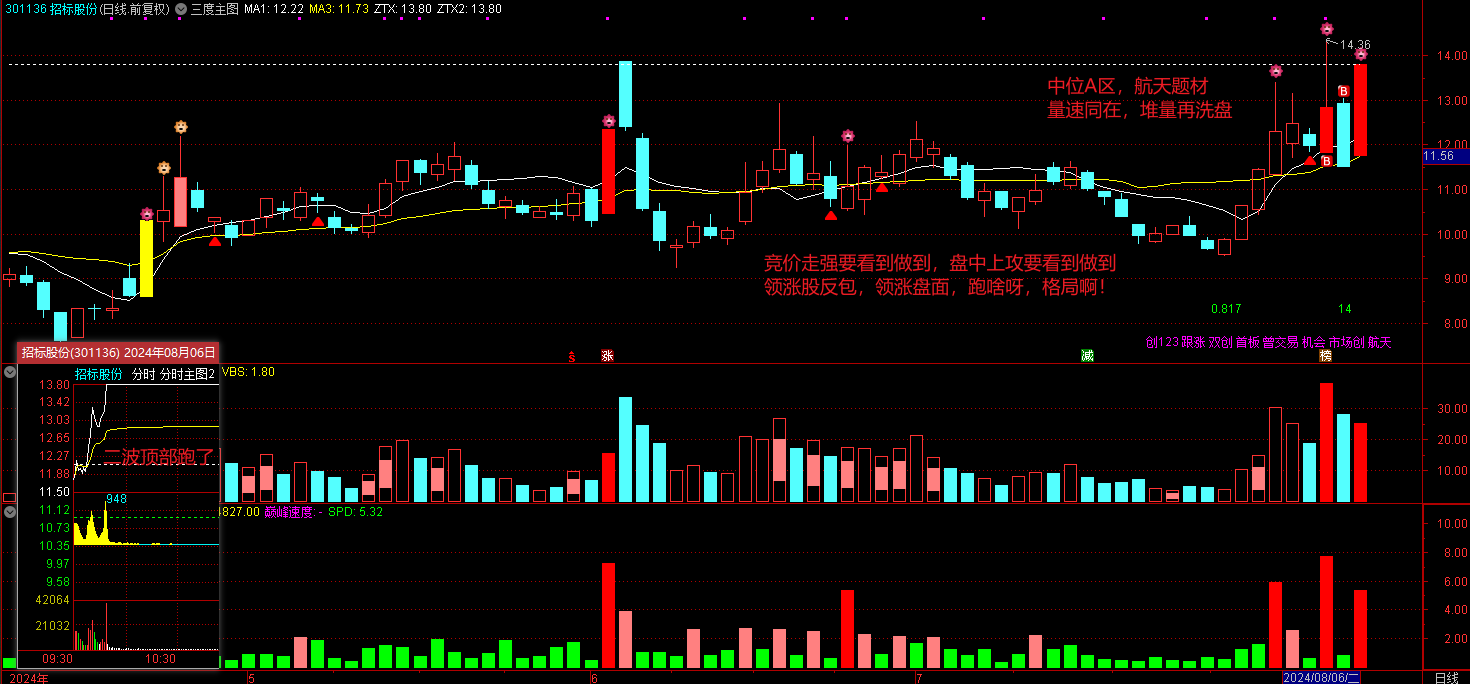 301136 招标股份(日线.前复权) 三度主图 MA1: 12.22 MA3: 11.73 ZTX: 13.80 ZTX2: 13.80
14.36
14.00
中位A区，航天题材
量速同在，堆量再洗盘
B
13.00
12.00
11.56
B
11.00
10.00
竞价走强要看到做到，盘中上攻要看到做到
领涨股反包，领涨盘面，跑啥呀，格局啊！
9.00
0.817
14
8.00
创123 跟涨 双创 首板 曾交易 机会 市场创 航天
招标股份(301136) 2024年08月06日
ŝ
涨
减
榜
招标股份 分时 分时主图2
VBS: 1.80
13.80
13.42
13.03
12.65
12.27
11.88
11.50
二波顶部跑了
30.00
20.00
10.00
948
11.12
827.00 巅峰速度: - SPD: 5.32
10.73
10.35
9.97
9.58
42064
21032
10.00
8.00
6.00
4.00
2.00
09:30
10:30
2024年
5
6
7
2024/08/06/二
日线